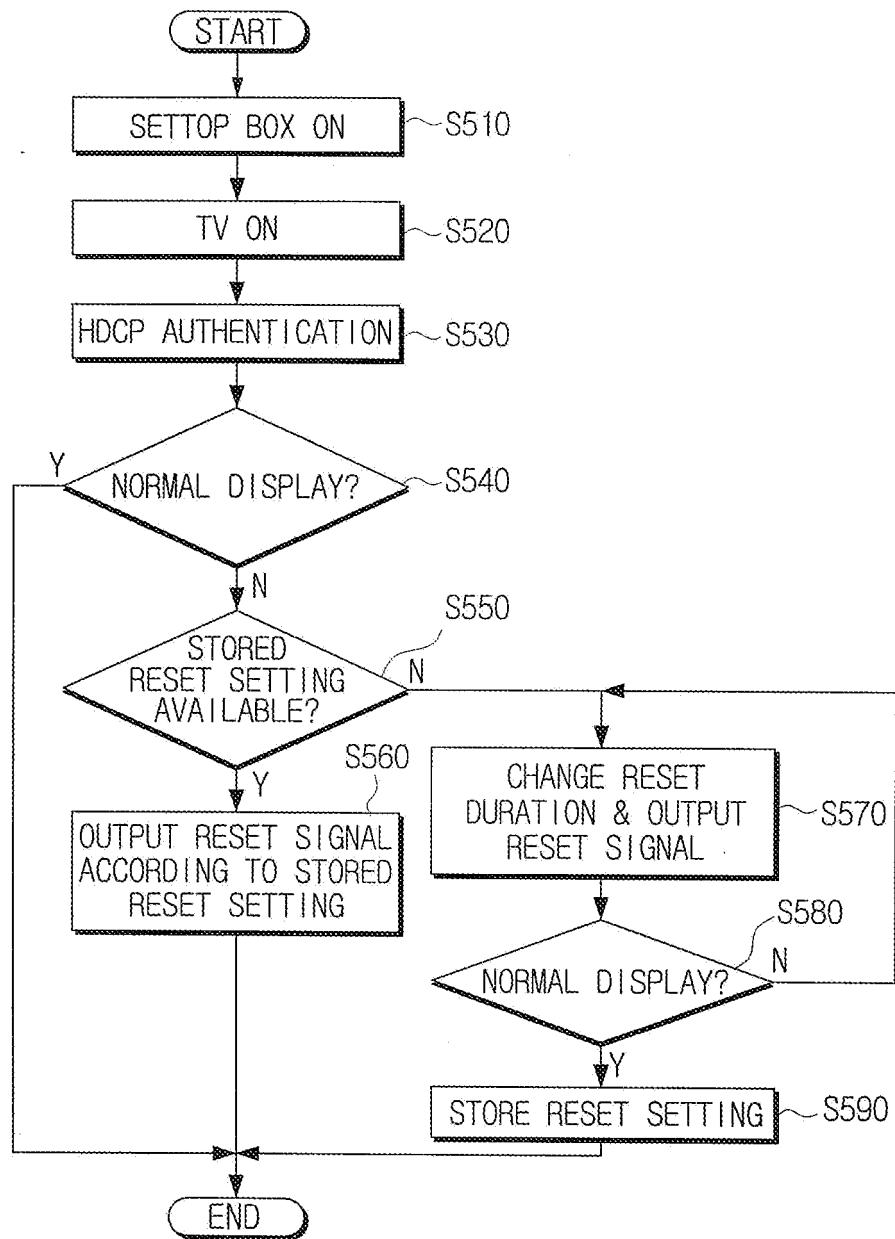 START
SETTOP BOX ON
S510
TV ON
S520
HDCP AUTHENTICATION
S530
Y
NORMAL DISPLAY?
S540
N
S550
STORED
RESET SETTING
AVAILABLE?
N
Y
S560
OUTPUT RESET SIGNAL
ACCORDING TO STORED
RESET SETTING
CHANGE RESET
DURATION & OUTPUT
RESET SIGNAL
S570
S580
NORMAL DISPLAY?
N
Y
STORE RESET SETTING
S590
END